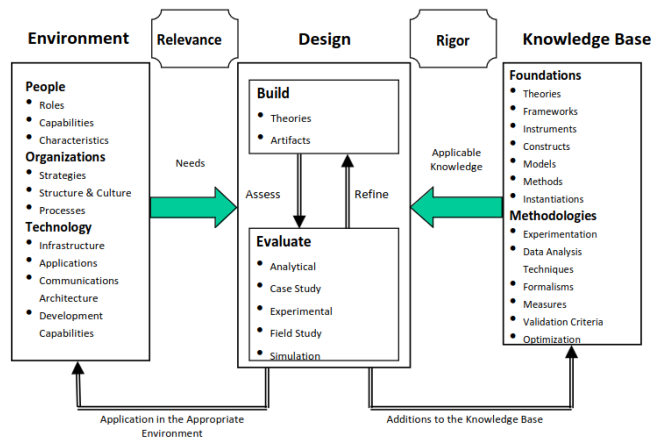 Environment
Relevance
Design
Rigor
Knowledge Base
People
• Roles
• Capabilities
• Characteristics
Organizations
• Strategies
• Structure & Culture
• Processes
Technology
• Infrastructure
• Applications
• Communications
Architecture
• Development
Capabilities
Needs
Build
• Theories
• Artifacts
Assess
Refine
Evaluate
• Analytical
• Case Study
• Experimental
• Field Study
• Simulation
Applicable
Knowledge
Foundations
• Theories
• Frameworks
• Instruments
• Constructs
• Models
• Methods
• Instantiations
Methodologies
• Experimentation
• Data Analysis
Techniques
• Formalisms
• Measures
• Validation Criteria
• Optimization
Application in the Appropriate
Environment
Additions to the Knowledge Base